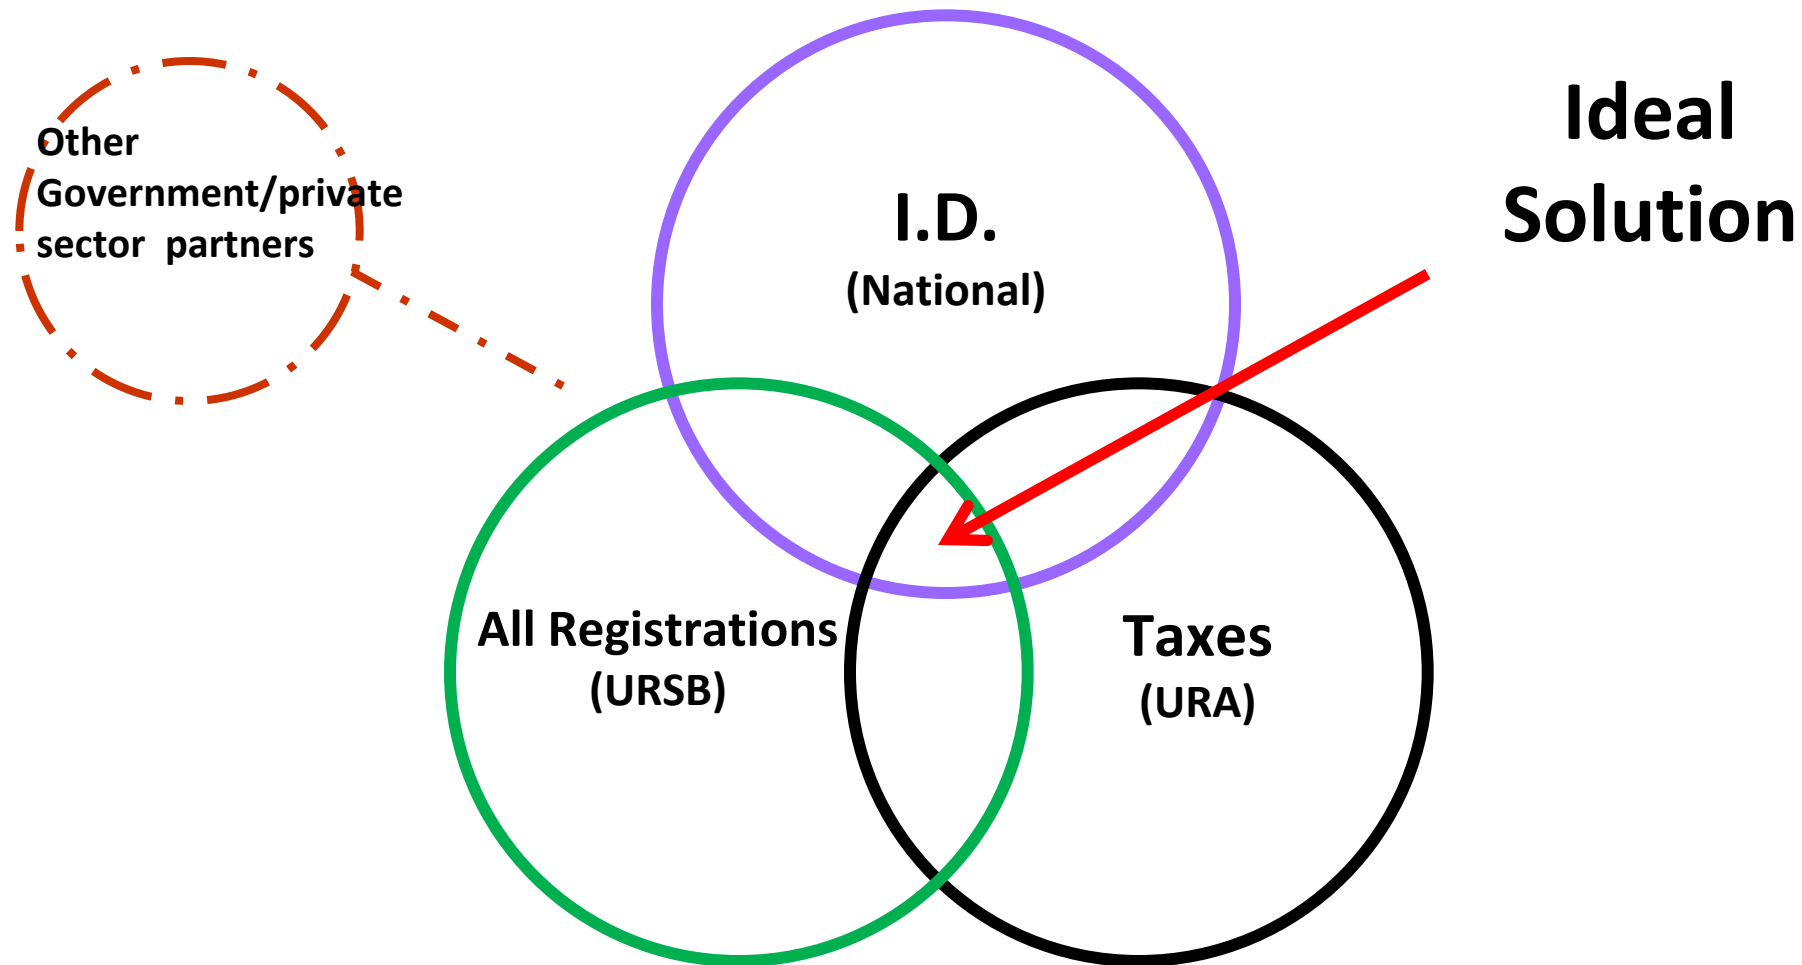 Other
Government/private
sector partners
I.D.
(National)
Ideal
Solution
All Registrations
(URSB)
Taxes
(URA)